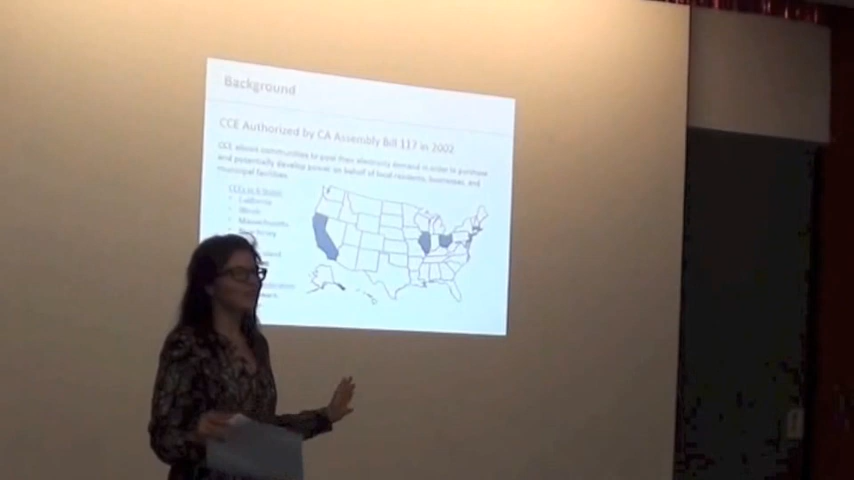 Background
CCE Authorized by CA Assembly Bill 117 in 2002
CCE allows communities to pool their electricity demand in order to purchase
and potentially develop power on behalf of local residents, businesses, and
municipal facilities.
California
Illinois
Massachusetts
New Jersey